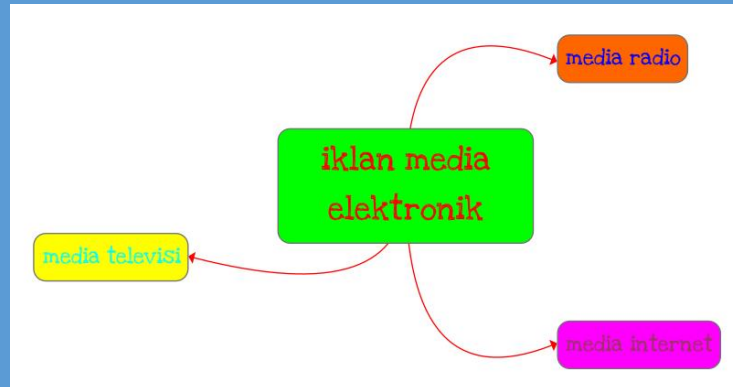 media radio
iklan media
elektronik
media televisi
media internet